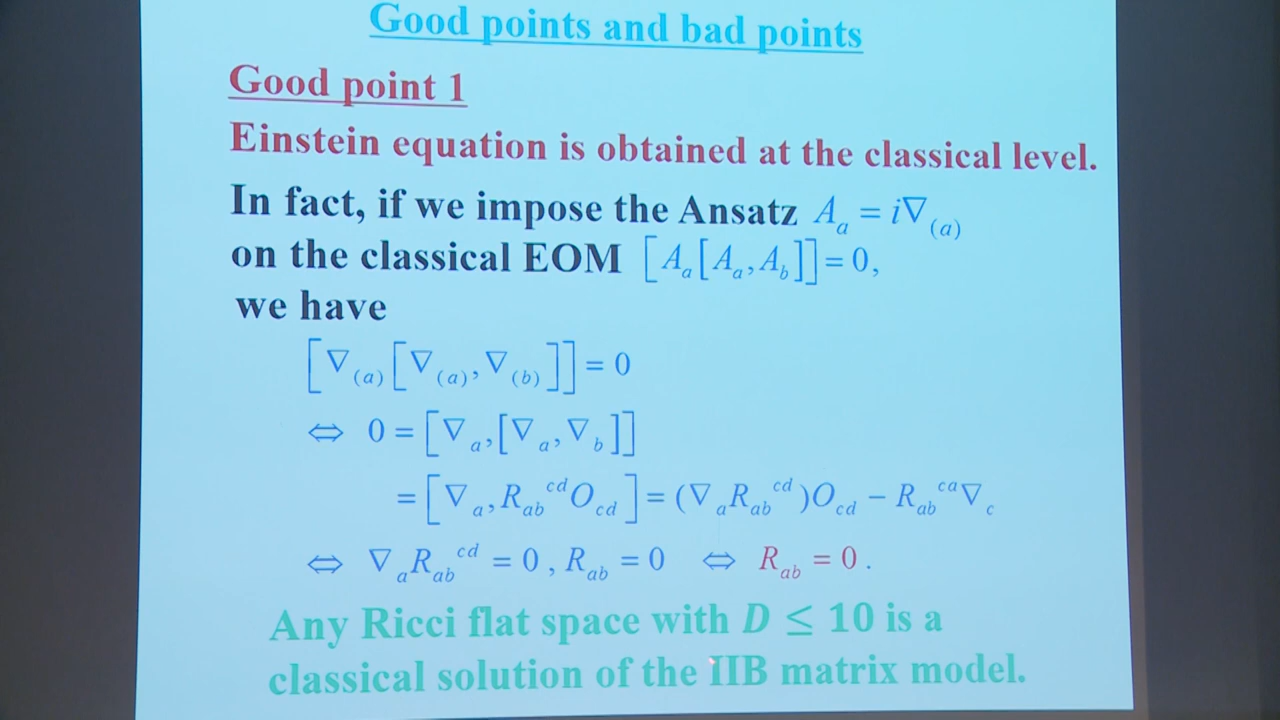 Good points and bad points
Good point 1
Einstein equation is obtained at the classical level.
In fact, if we impose the Ansatz A_a = i∇_(a)
on the classical EOM [A_a[A_a, A_b]] = 0,
we have
[∇_(a)[∇_(a), ∇_(b)]] = 0
⇔ 0 = [∇_a, [∇_a, ∇_b]]
= [∇_a, R_ab^cd O_cd] = (∇_a R_ab^cd)O_cd − R_ab^ca ∇_c
⇔ ∇_a R_ab^cd = 0, R_ab = 0 ⇔ R_ab = 0.
Any Ricci flat space with D ≤ 10 is a
classical solution of the IIB matrix model.